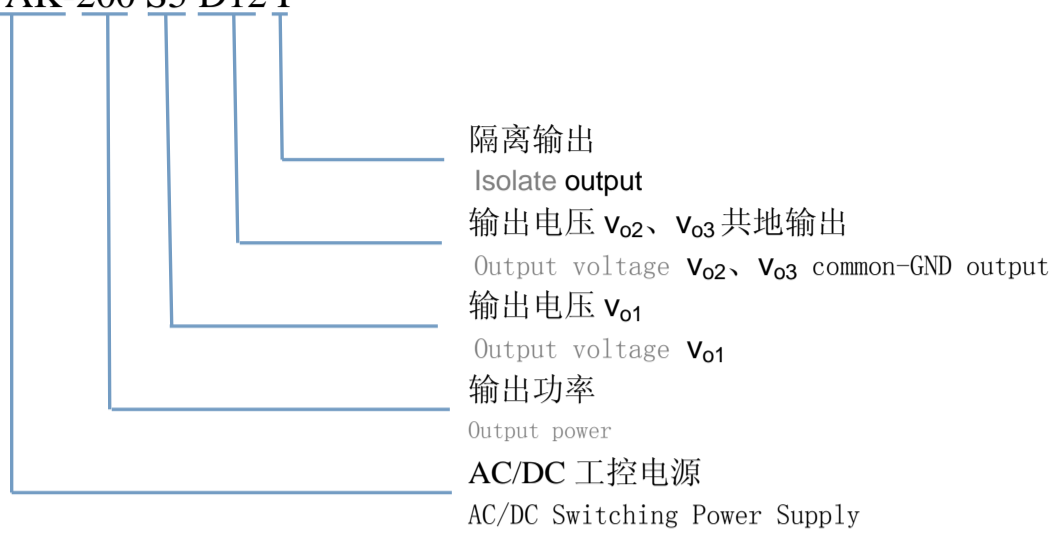 隔离输出
Isolate output
输出电压 vo2、vo3 共地输出
Output voltage vo2、vo3 common-GND output
输出电压 vo1
Output voltage vo1
输出功率
Output power
AC/DC 工控电源
AC/DC Switching Power Supply